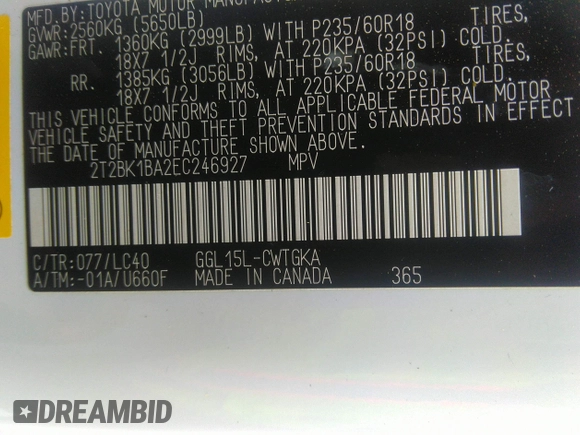 MFD.BY:TOYOTA MOTOR MANUFACTU
GVWR:2560KG (5650LB)
GAWR:FRT. 1360KG (2999LB) WITH P235/60R18 TIRES,
18X7 1/2J RIMS, AT 220KPA (32PSI) COLD.
RR. 1385KG (3056LB) WITH P235/60R18 TIRES,
18X7 1/2J RIMS, AT 220KPA (32PSI) COLD.
THIS VEHICLE CONFORMS TO ALL APPLICABLE FEDERAL MOTOR
VEHICLE SAFETY AND THEFT PREVENTION STANDARDS IN EFFECT
ON THE DATE OF MANUFACTURE SHOWN ABOVE.
2T2BK1BA2EC246927 MPV
C/TR:077/LC40 GGL15L-CWTGKA
A/TM:-01A/U660F MADE IN CANADA 365
DREAMBID